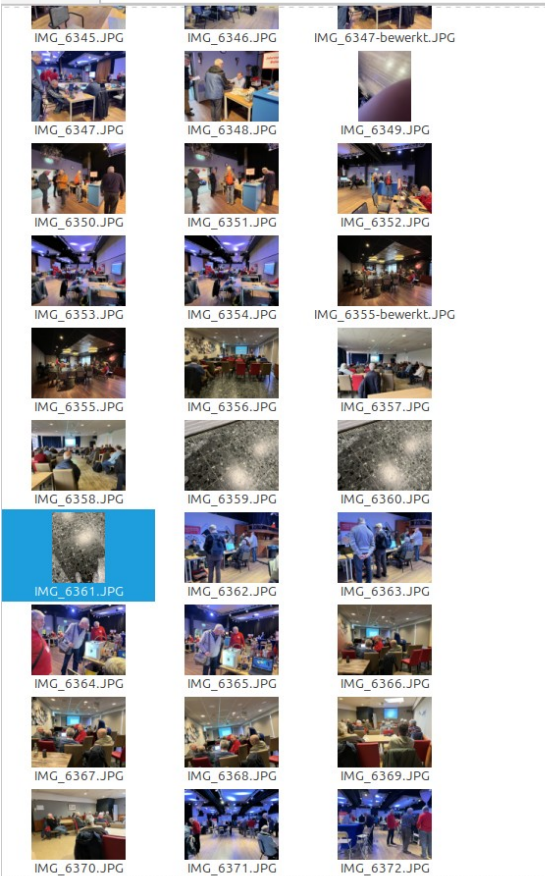 IMG_6345.JPG IMG_6346.JPG IMG_6347-bewerkt.JPG
IMG_6347.JPG IMG_6348.JPG IMG_6349.JPG
IMG_6350.JPG IMG_6351.JPG IMG_6352.JPG
IMG_6353.JPG IMG_6354.JPG IMG_6355-bewerkt.JPG
IMG_6355.JPG IMG_6356.JPG IMG_6357.JPG
IMG_6358.JPG IMG_6359.JPG IMG_6360.JPG
IMG_6361.JPG IMG_6362.JPG IMG_6363.JPG
IMG_6364.JPG IMG_6365.JPG IMG_6366.JPG
IMG_6367.JPG IMG_6368.JPG IMG_6369.JPG
IMG_6370.JPG IMG_6371.JPG IMG_6372.JPG